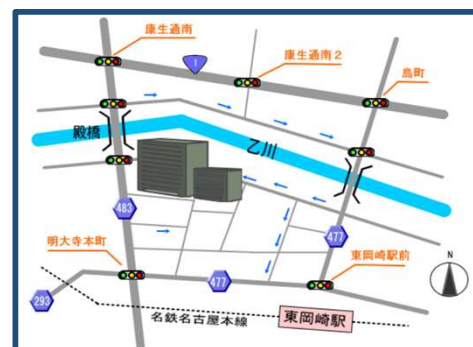 康生通南
1
康生通南2
島町
殿橋
乙川
483
明大寺本町
477
477
東岡崎駅前
293
名鉄名古屋本線
東岡崎駅
N